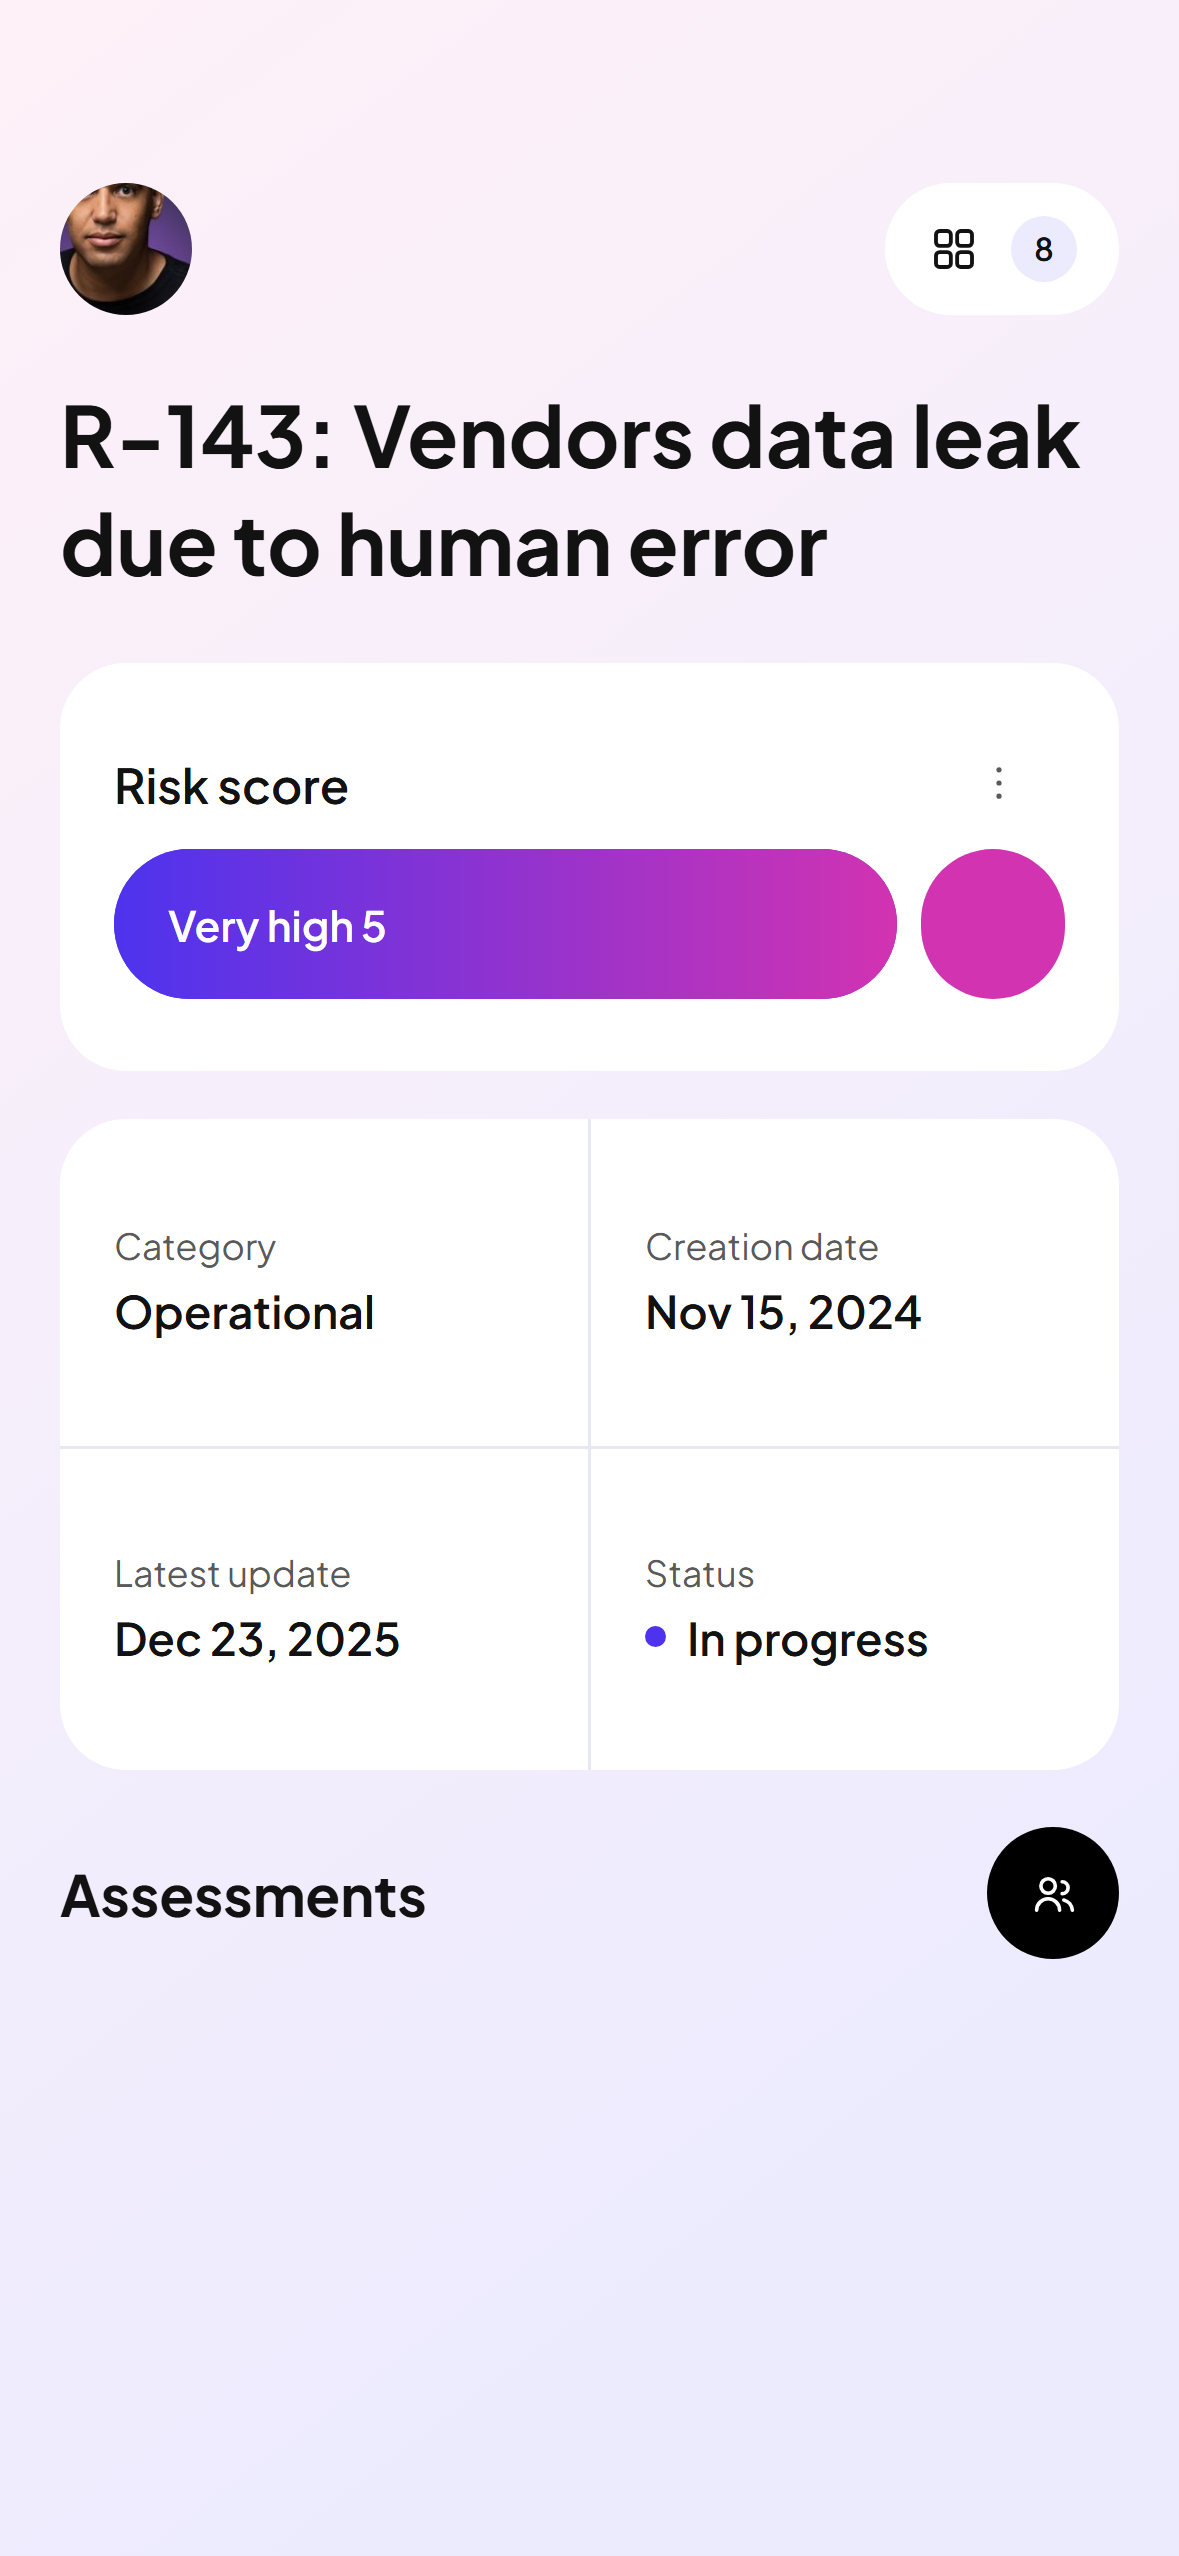 8
R-143: Vendors data leak
due to human error
Risk score
Very high 5
Category
Operational
Creation date
Nov 15, 2024
Latest update
Dec 23, 2025
Status
In progress
Assessments